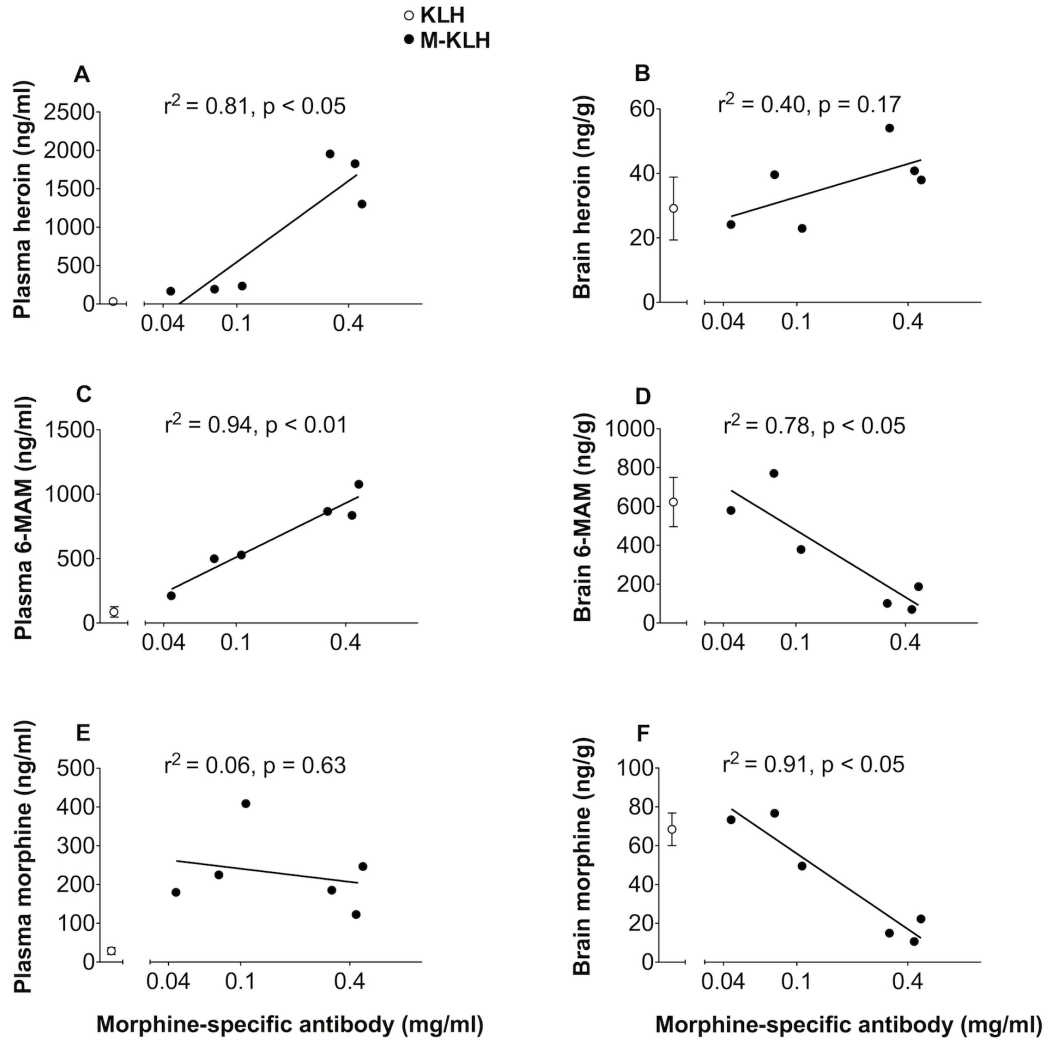 KLH
M-KLH
A
r² = 0.81, p < 0.05
Plasma heroin (ng/ml)
2500
2000
1500
1000
500
0
0.04 0.1 0.4
B
r² = 0.40, p = 0.17
Brain heroin (ng/g)
60
40
20
0
0.04 0.1 0.4
C
r² = 0.94, p < 0.01
Plasma 6-MAM (ng/ml)
1500
1000
500
0
0.04 0.1 0.4
D
r² = 0.78, p < 0.05
Brain 6-MAM (ng/g)
1000
800
600
400
200
0
0.04 0.1 0.4
E
r² = 0.06, p = 0.63
Plasma morphine (ng/ml)
500
400
300
200
100
0
0.04 0.1 0.4
Morphine-specific antibody (mg/ml)
F
r² = 0.91, p < 0.05
Brain morphine (ng/g)
100
80
60
40
20
0
0.04 0.1 0.4
Morphine-specific antibody (mg/ml)